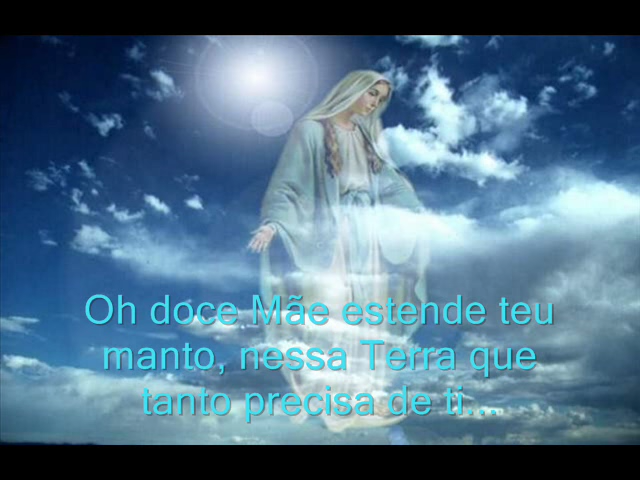 Oh doce Mãe estende teu
manto, nessa Terra que
tanto precisa de ti...